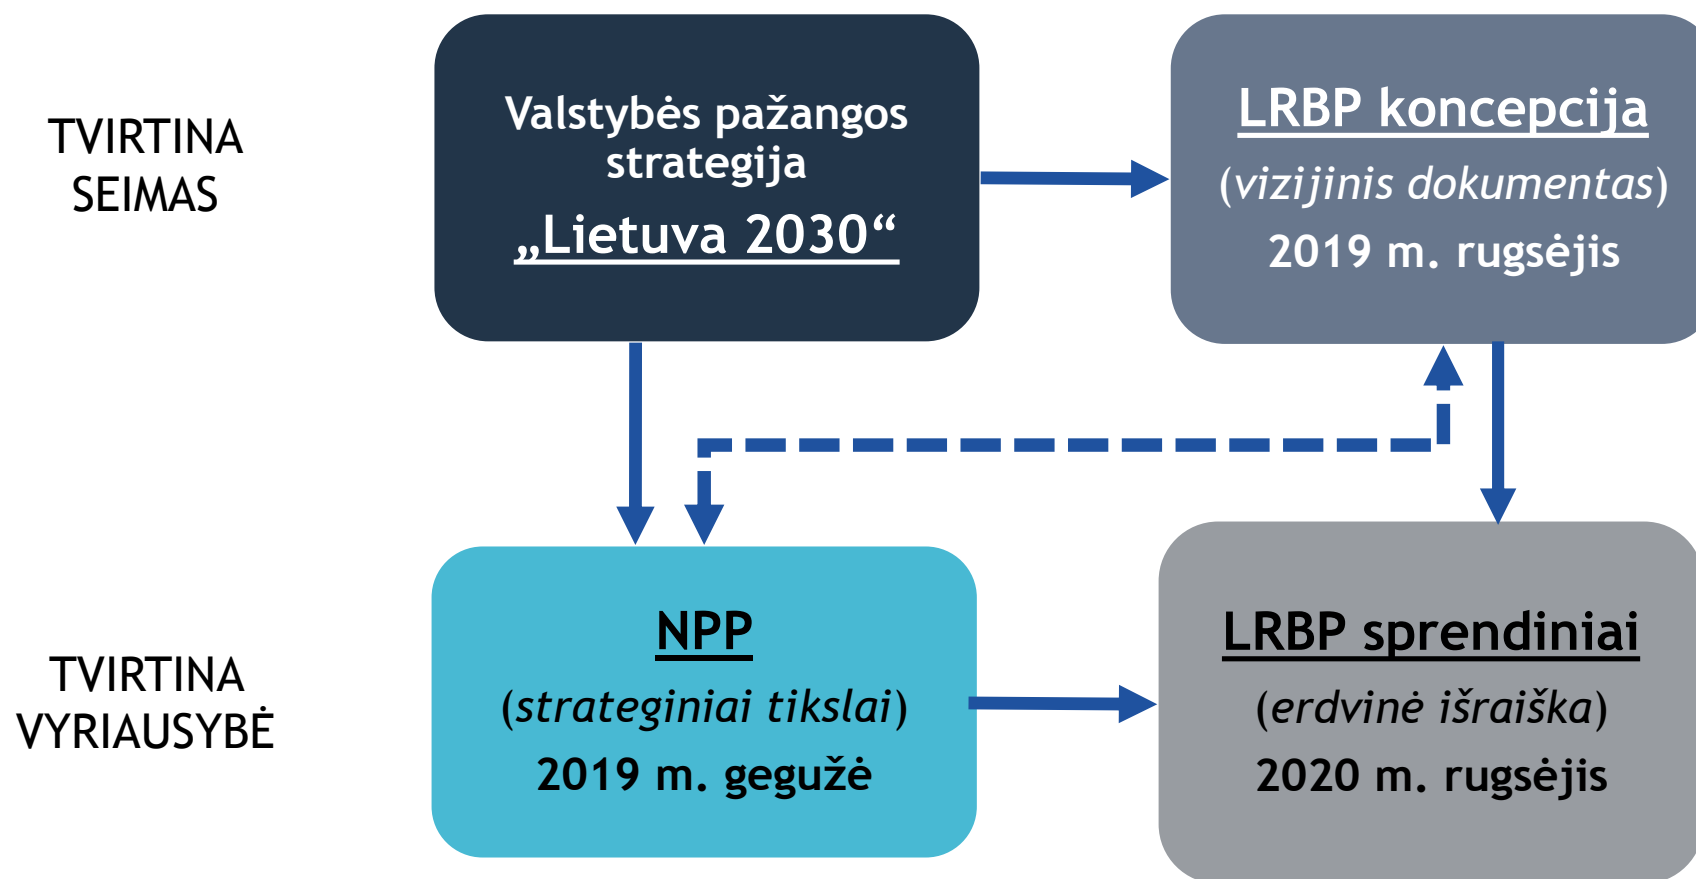 TVIRTINA
SEIMAS
Valstybės pažangos
strategija
„Lietuva 2030“
LRBP koncepcija
(vizijinis dokumentas)
2019 m. rugsėjis
TVIRTINA
VYRIAUSYBĖ
NPP
(strateginiai tikslai)
2019 m. gegužė
LRBP sprendiniai
(erdvinė išraiška)
2020 m. rugsėjis